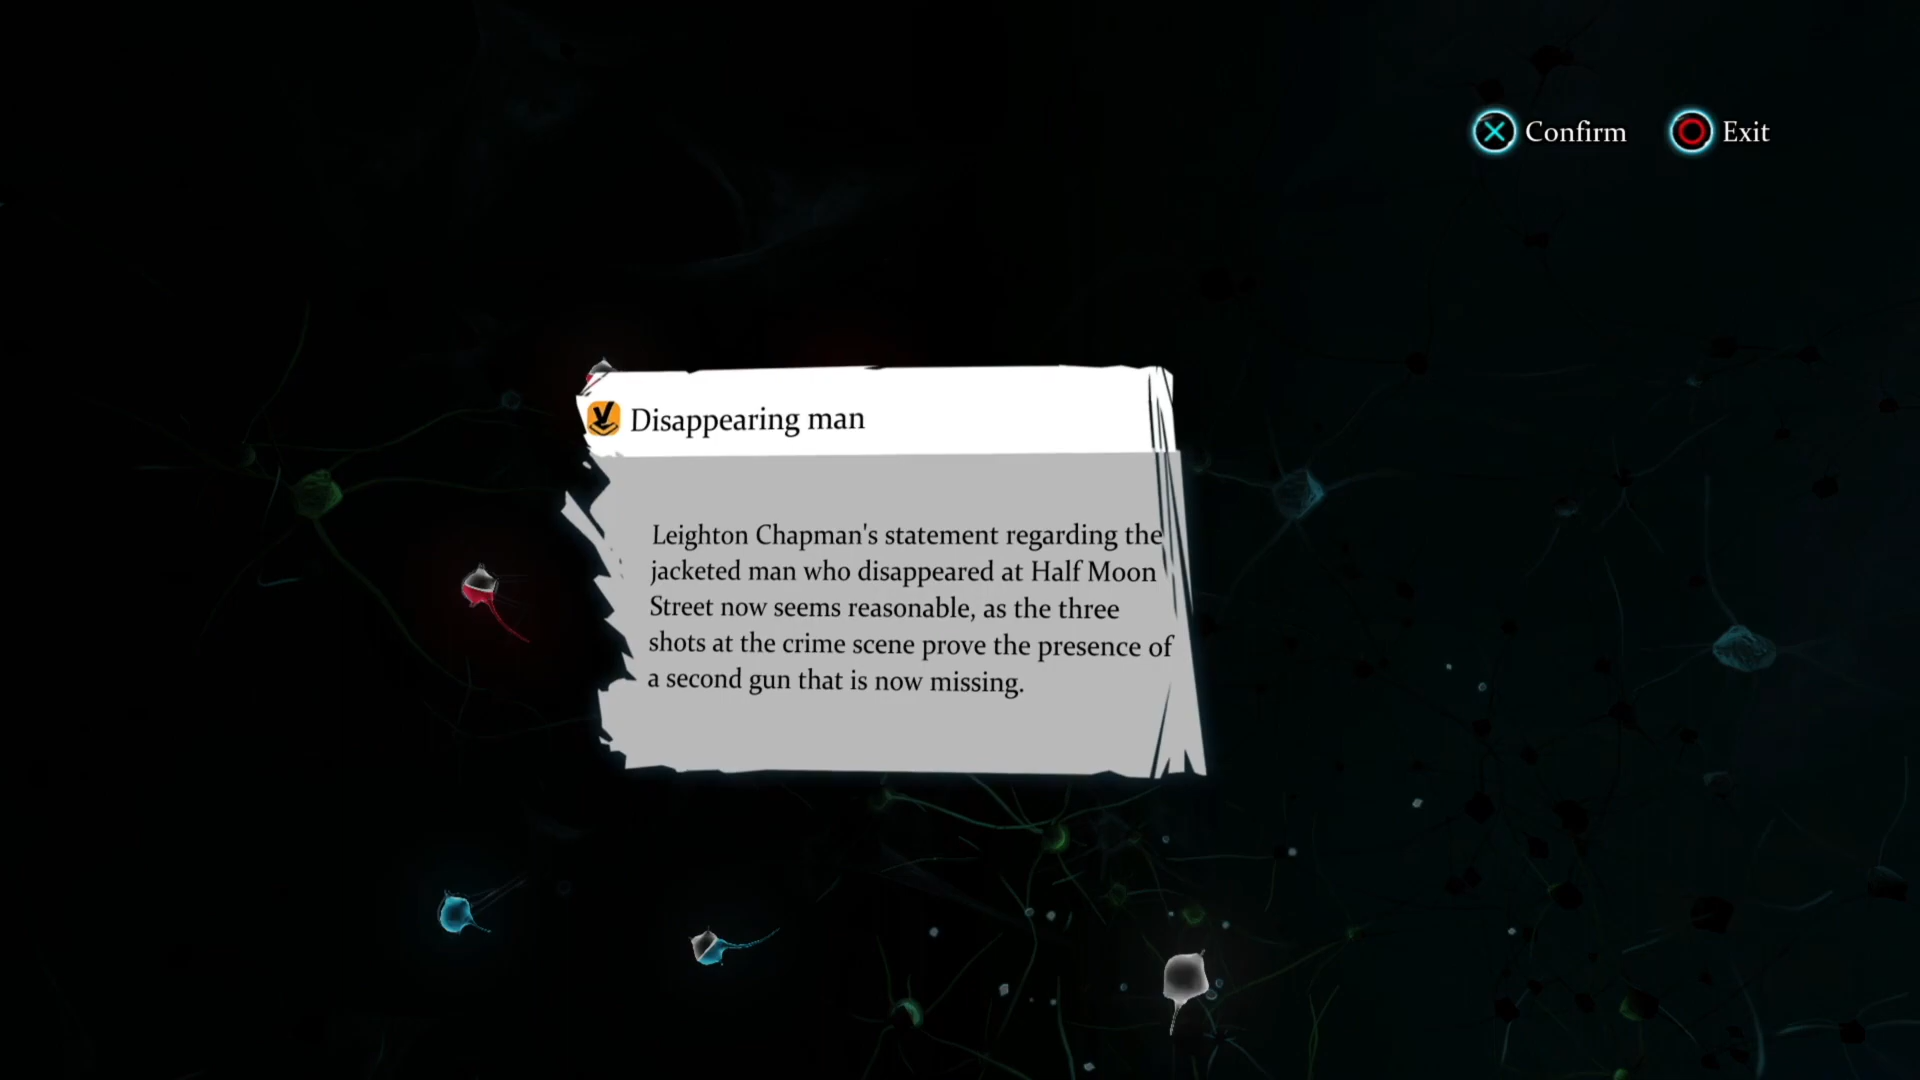 Confirm
Exit
Disappearing man
Leighton Chapman's statement regarding the
jacketed man who disappeared at Half Moon
Street now seems reasonable, as the three
shots at the crime scene prove the presence of
a second gun that is now missing.